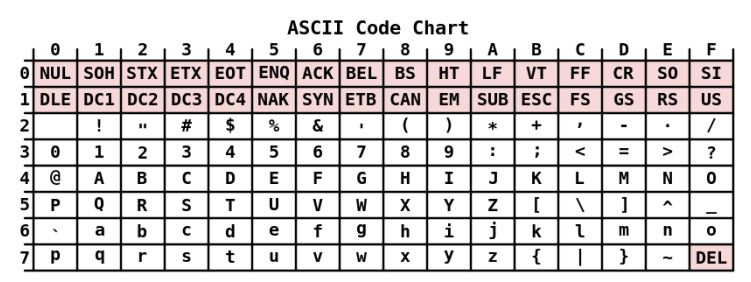 ASCII Code Chart
0 1 2 3 4 5 6 7 8 9 A B C D E F
0 NUL SOH STX ETX EOT ENQ ACK BEL BS HT LF VT FF CR SO SI
1 DLE DC1 DC2 DC3 DC4 NAK SYN ETB CAN EM SUB ESC FS GS RS US
2 ! " # $ % & ' ( ) * + , - . /
3 0 1 2 3 4 5 6 7 8 9 : ; < = > ?
4 @ A B C D E F G H I J K L M N O
5 P Q R S T U V W X Y Z [ \ ] ^ _
6 ` a b c d e f g h i j k l m n o
7 p q r s t u v w x y z { | } ~ DEL